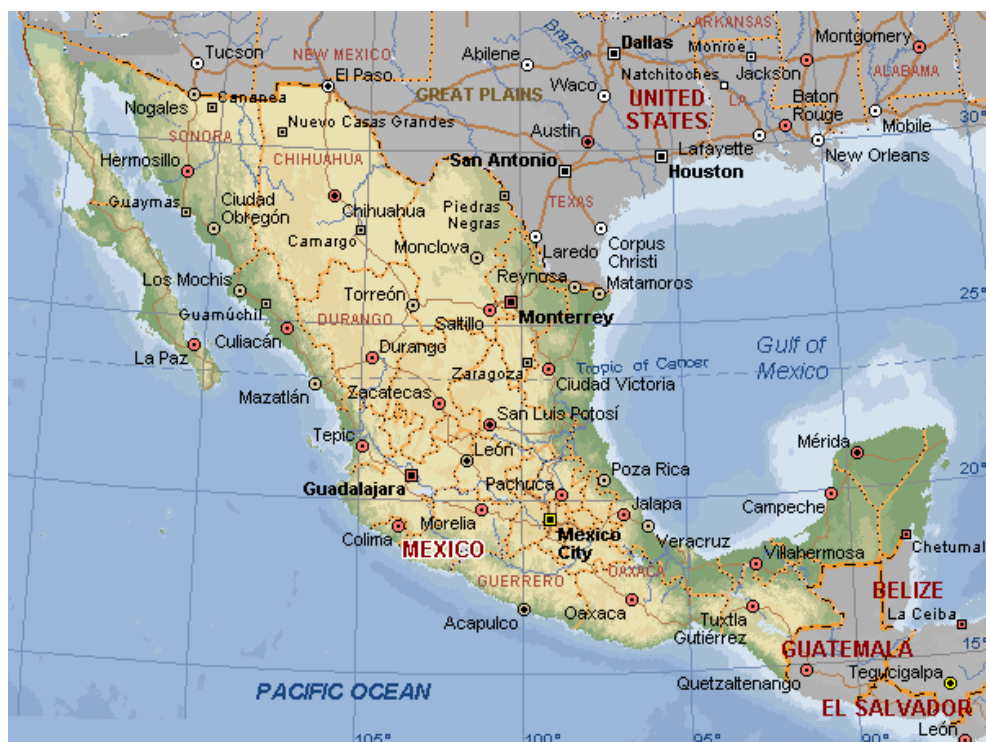 ARKANSAS
Montgomery
Tucson
NEW MEXICO
Abilene
Brazos
Dallas
Monroe
El Paso
Natchitoches
Jackson
ALABAMA
Nogales
Cananea
GREAT PLAINS
Waco
UNITED
STATES
LA
Baton
Rouge
Mobile
30°
SONORA
Nuevo Casas Grandes
Austin
Lafayette
New Orleans
Hermosillo
CHIHUAHUA
San Antonio
Houston
Guaymas
Ciudad
Obregón
Chihuahua
Piedras
Negras
TEXAS
Camargo
Monclova
Laredo
Corpus
Christi
Los Mochis
Torreón
Reynosa
Matamoros
25°
Guamúchil
DURANGO
Saltillo
Monterrey
Culiacán
La Paz
Durango
Zaragoza
Tropic of Cancer
Gulf of
Mexico
Mazatlán
Zacatecas
Ciudad Victoria
San Luis Potosí
Tepic
León
Mérida
Guadalajara
Pachuca
Poza Rica
20°
Campeche
Colima
Morelia
Jalapa
MEXICO
Mexico
City
Veracruz
Villahermosa
Chetumal
GUERRERO
OAXACA
BELIZE
Acapulco
Oaxaca
Tuxtla
Gutiérrez
La Ceiba
GUATEMALA
15°
PACIFIC OCEAN
Quetzaltenango
Tegucigalpa
EL SALVADOR
León
105°
100°
95°
90°